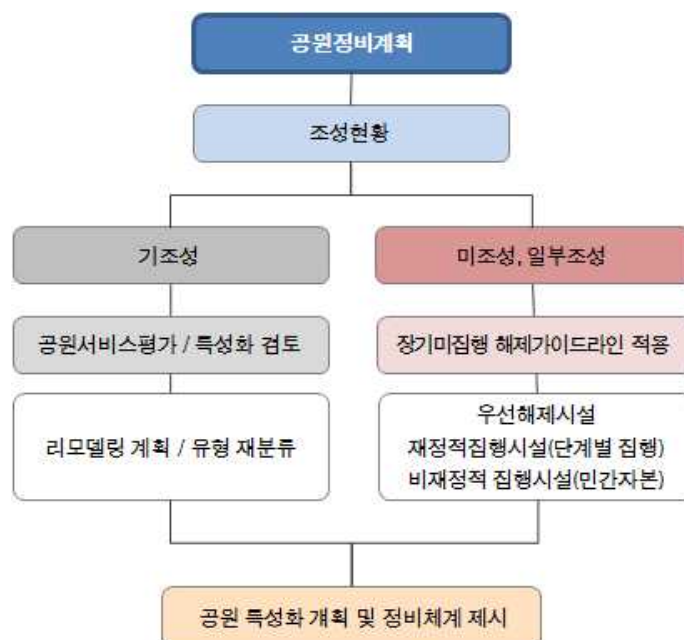 공원정비계획
조성현황
기조성
미조성, 일부조성
공원서비스평가 / 특성화 검토
장기미집행 해제가이드라인 적용
리모델링 계획 / 유형 재분류
우선해제시설
재정적집행시설(단계별 집행)
비재정적 집행시설(민간자본)
공원 특성화 계획 및 정비체계 제시